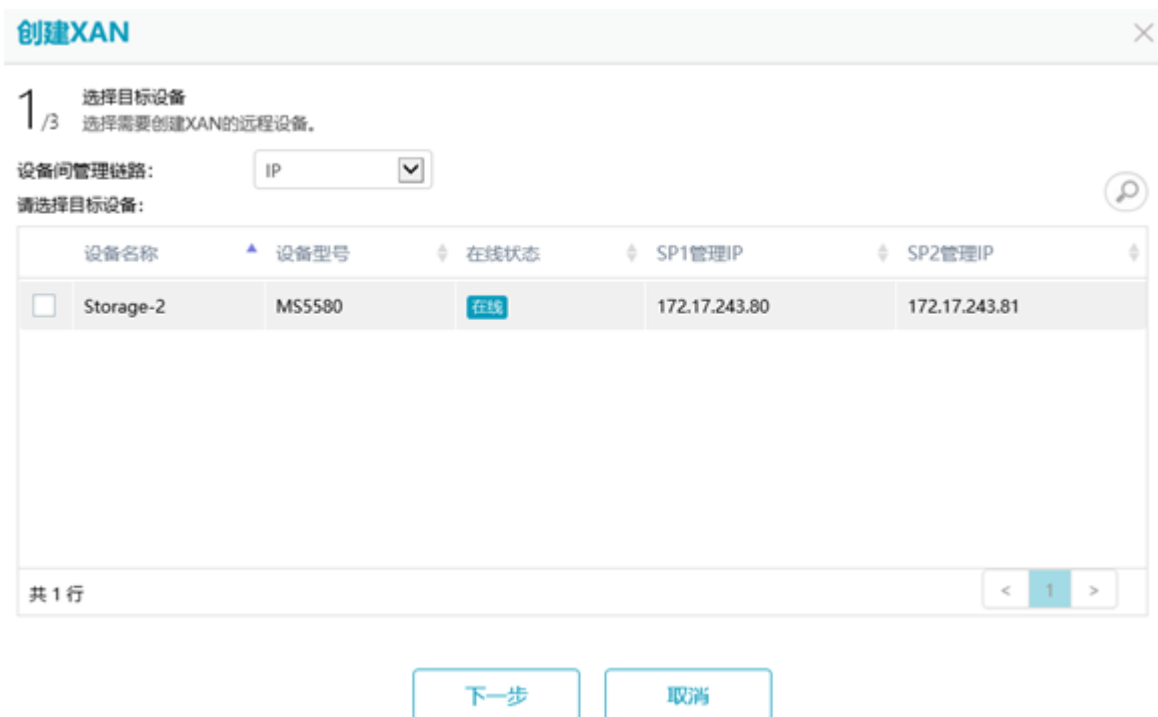 创建XAN
1/3 选择目标设备
选择需要创建XAN的远程设备。
设备间管理链路： IP
请选择目标设备：
设备名称 设备型号 在线状态 SP1管理IP SP2管理IP
Storage-2 MS5580 在线 172.17.243.80 172.17.243.81
共 1 行 < 1 >
下一步 取消